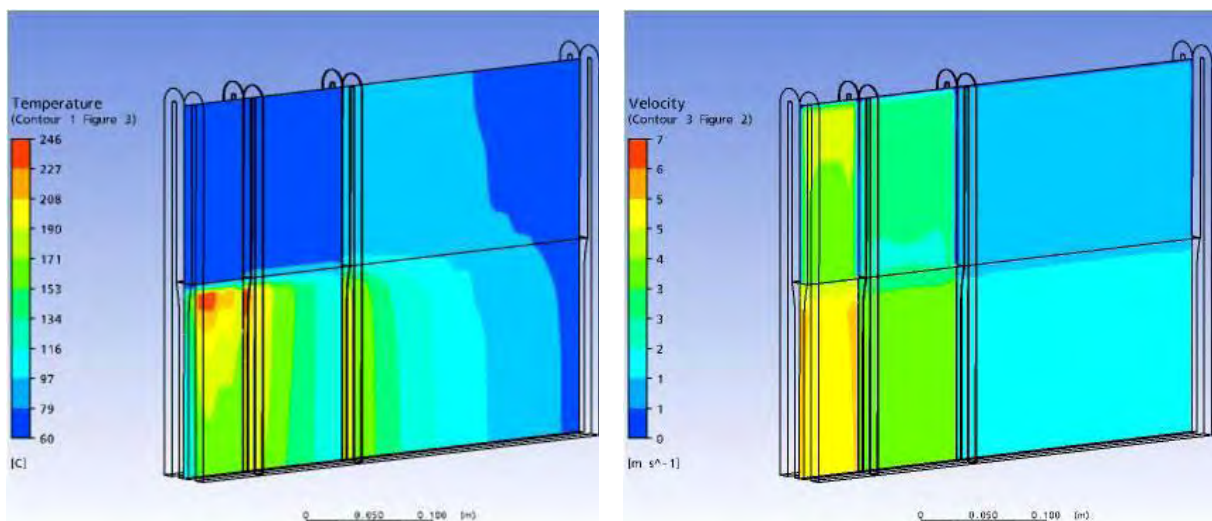 Temperature
(Contour 1 Figure 3)
246
227
208
190
171
153
134
116
97
79
60
[C]
0 0.050 0.100 (m)
Velocity
(Contour 3 Figure 2)
7
6
5
5
4
3
3
2
1
1
0
[m s^-1]
0 0.050 0.100 (m)